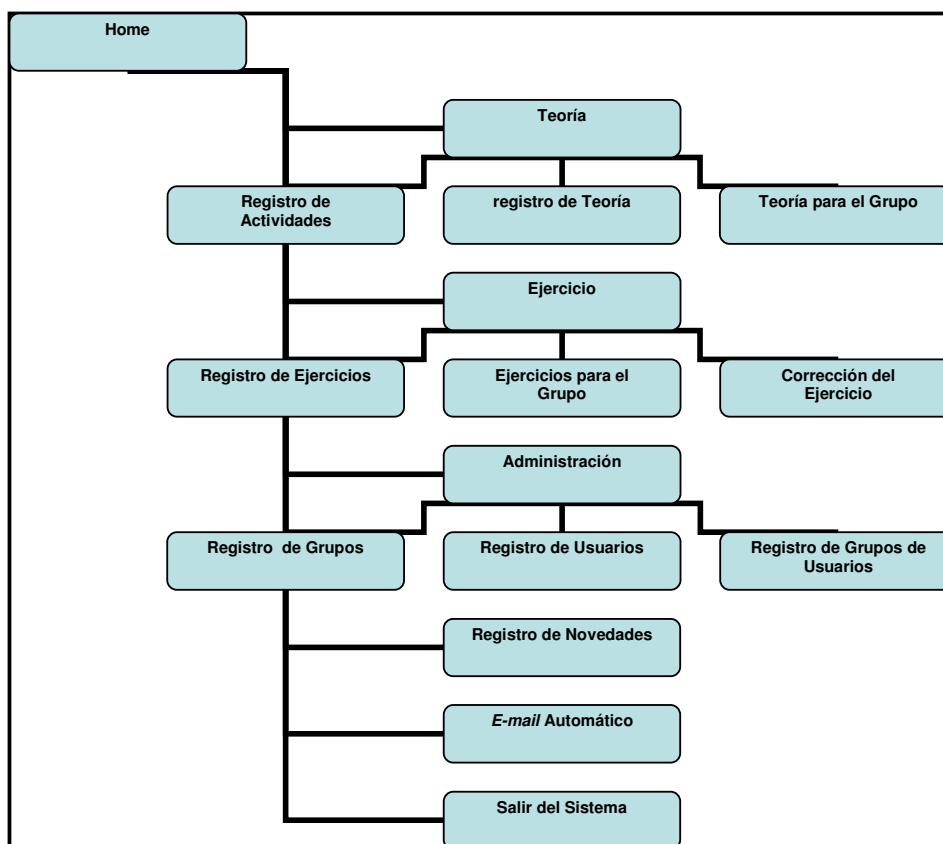 Home
Teoría
Registro de
Actividades
registro de Teoría
Teoría para el Grupo
Ejercicio
Registro de Ejercicios
Ejercicios para el
Grupo
Corrección del
Ejercicio
Administración
Registro de Grupos
Registro de Usuarios
Registro de Grupos de
Usuarios
Registro de Novedades
E-mail Automático
Salir del Sistema